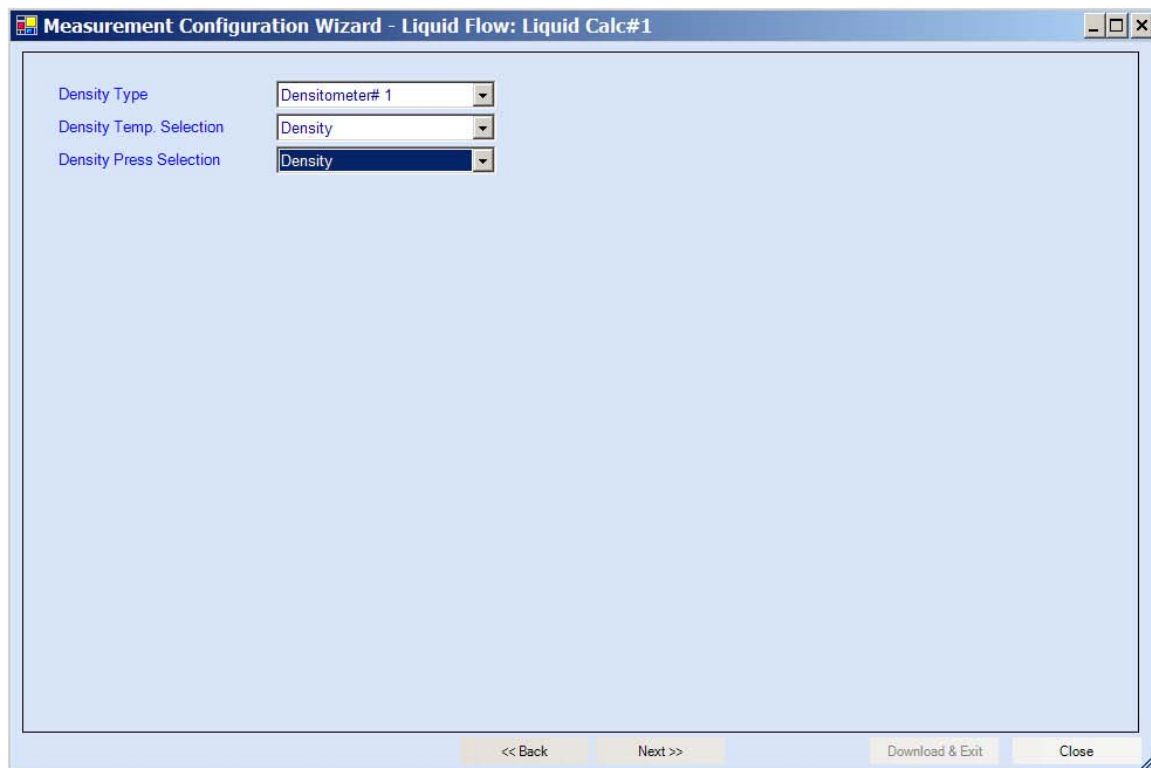 Measurement Configuration Wizard - Liquid Flow: Liquid Calc#1
Density Type Densitometer# 1
Density Temp. Selection Density
Density Press Selection Density
<< Back Next >> Download & Exit Close